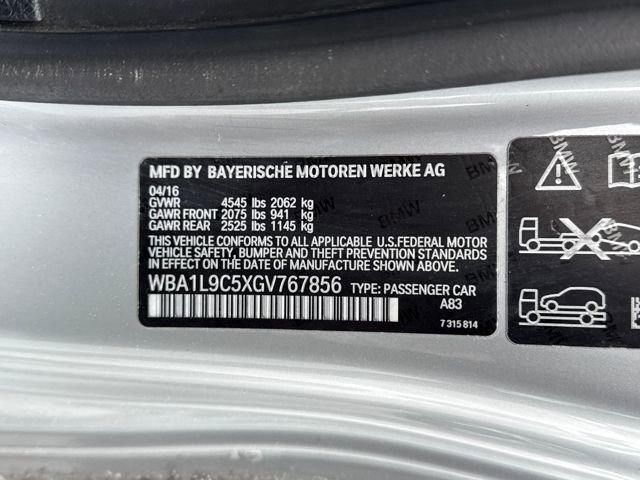 MFD BY BAYERISCHE MOTOREN WERKE AG
04/16
GVWR 4545 lbs 2062 kg
GAWR FRONT 2075 lbs 941 kg
GAWR REAR 2525 lbs 1145 kg
THIS VEHICLE CONFORMS TO ALL APPLICABLE U.S.FEDERAL MOTOR
VEHICLE SAFETY, BUMPER AND THEFT PREVENTION STANDARDS
IN EFFECT ON THE DATE OF MANUFACTURE SHOWN ABOVE
WBA1L9C5XGV767856 TYPE: PASSENGER CAR
A83
7 315 814
BMW
BMW
BMW